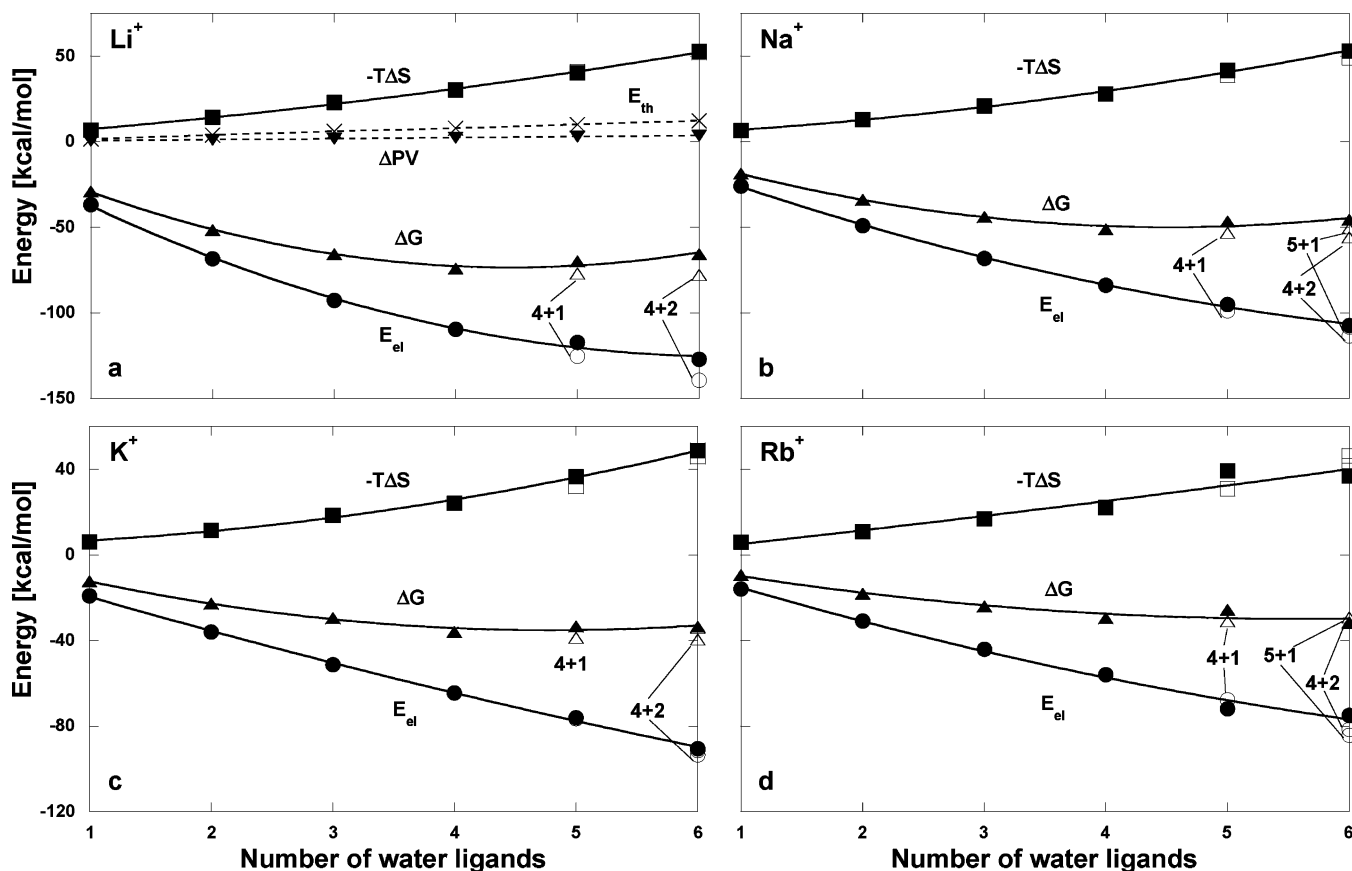 Energy [kcal/mol]
50
0
-50
-100
-150
Li+
-TΔS
Eth
ΔPV
ΔG
4+1
4+2
Eel
a
Na+
-TΔS
ΔG
4+1
5+1
4+2
Eel
b
Energy [kcal/mol]
40
0
-40
-80
-120
K+
-TΔS
ΔG
4+1
4+2
Eel
c
1 2 3 4 5 6
Number of water ligands
Rb+
-TΔS
ΔG
4+1
5+1
4+2
Eel
d
1 2 3 4 5 6
Number of water ligands